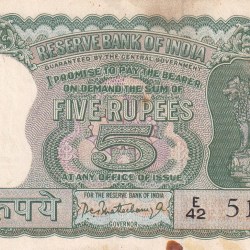 RESERVE BANK OF INDIA
GUARANTEED BY THE CENTRAL GOVERNMENT
I PROMISE TO PAY THE BEARER
ON DEMAND THE SUM OF
FIVE RUPEES
5
AT ANY OFFICE OF ISSUE
FOR THE RESERVE BANK OF INDIA
रुपये
E/42 51
GOVERNOR